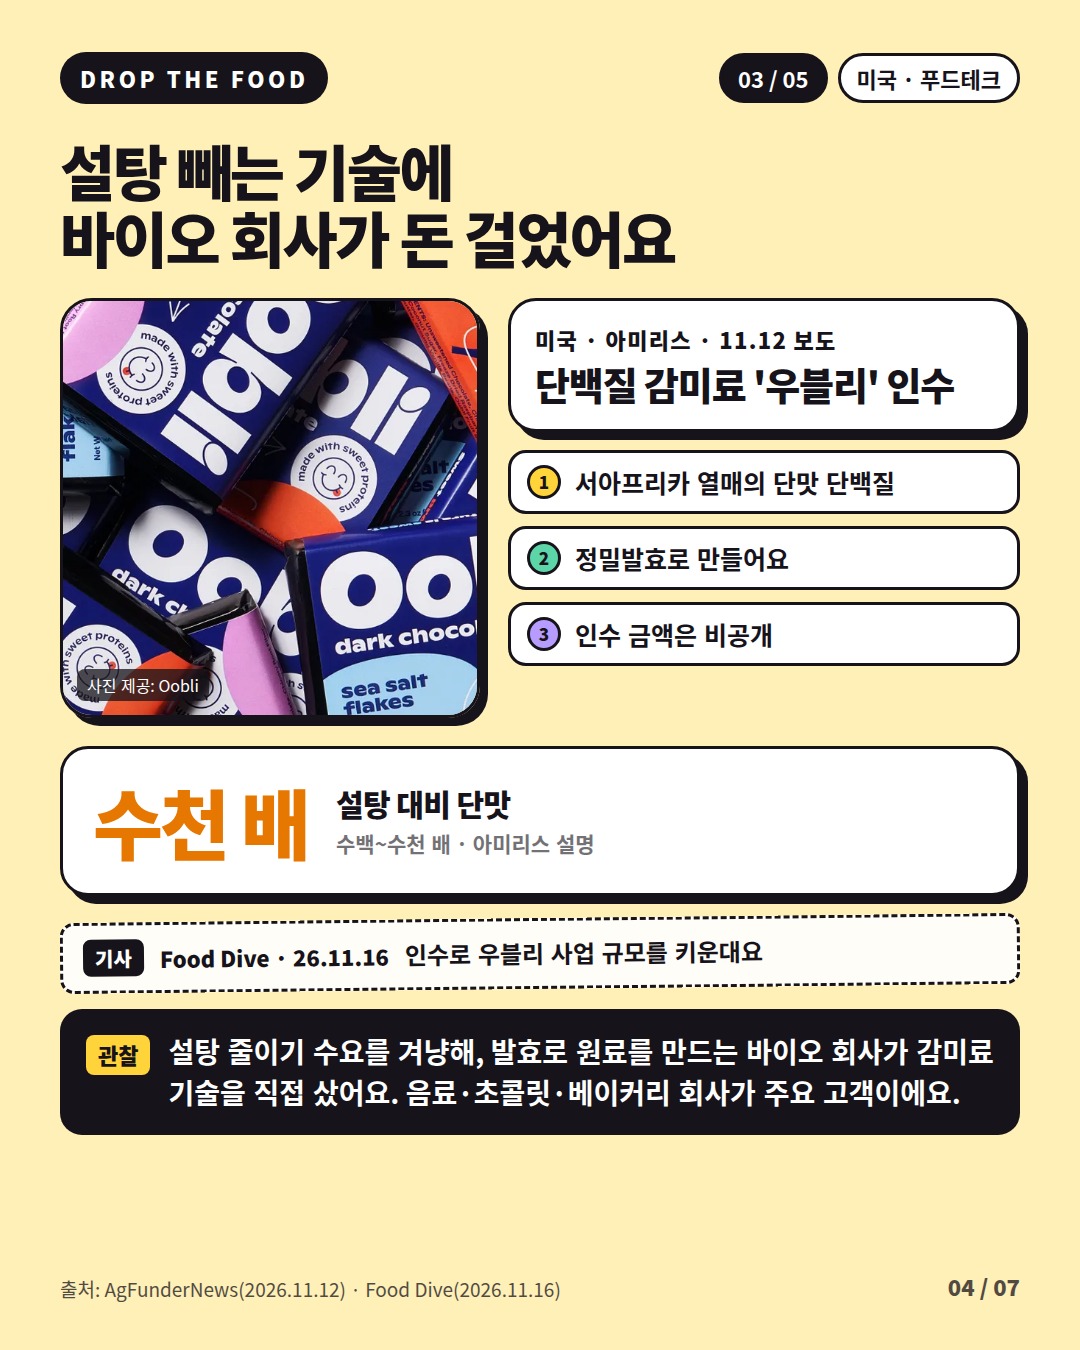 DROP THE FOOD
03 / 05
미국 · 푸드테크
설탕 빼는 기술에
바이오 회사가 돈 걸었어요
made with sweet proteins
made with sweet proteins
dark choco
sea salt
flakes
사진 제공: Oobli
미국 · 아미리스 · 11.12 보도
단백질 감미료 '우블리' 인수
1 서아프리카 열매의 단맛 단백질
2 정밀발효로 만들어요
3 인수 금액은 비공개
수천 배
설탕 대비 단맛
수백~수천 배 · 아미리스 설명
기사 Food Dive · 26.11.16 인수로 우블리 사업 규모를 키운대요
관찰 설탕 줄이기 수요를 겨냥해, 발효로 원료를 만드는 바이오 회사가 감미료
기술을 직접 샀어요. 음료·초콜릿·베이커리 회사가 주요 고객이에요.
출처: AgFunderNews(2026.11.12) · Food Dive(2026.11.16)
04 / 07